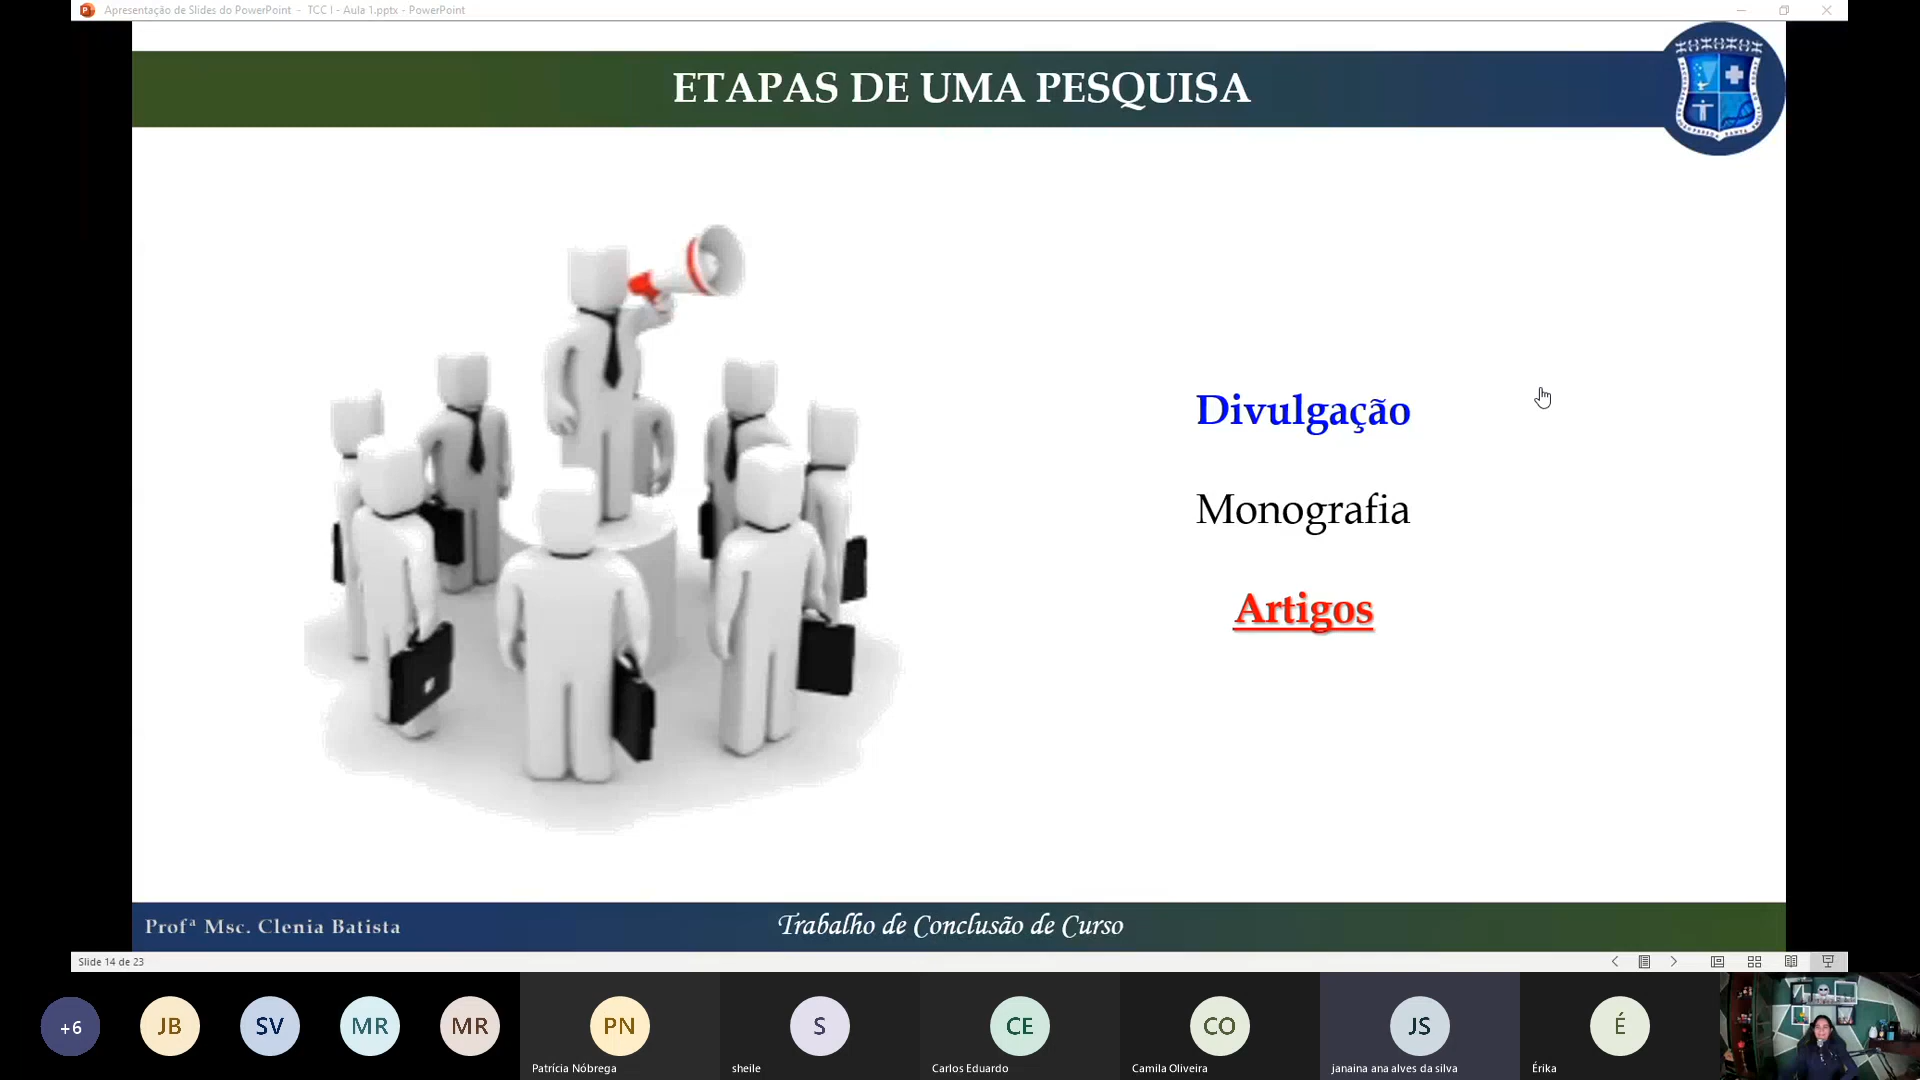 Apresentação de Slides do PowerPoint - TCC I - Aula 1.pptx - PowerPoint
ETAPAS DE UMA PESQUISA
Divulgação
Monografia
Artigos
Profª Msc. Clenia Batista
Trabalho de Conclusão de Curso
Slide 14 de 23
+6
JB
SV
MR
MR
PN
S
CE
CO
JS
É
Patrícia Nóbrega
sheile
Carlos Eduardo
Camila Oliveira
janaina ana alves da silva
Érika